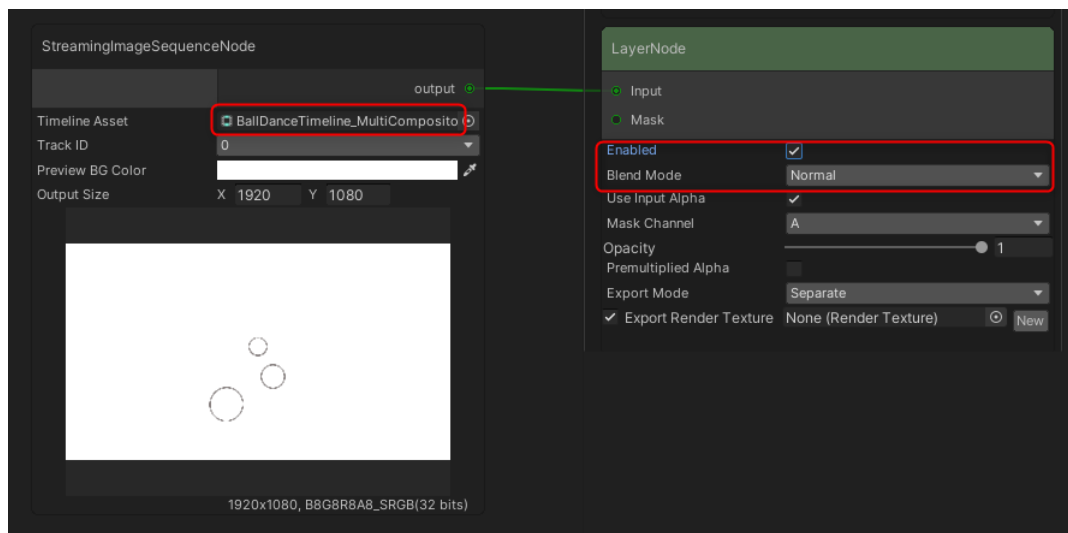 StreamingImageSequenceNode
output
Timeline Asset BallDanceTimeline_MultiComposito
Track ID 0
Preview BG Color
Output Size X 1920 Y 1080
1920x1080, B8G8R8A8_SRGB(32 bits)
LayerNode
Input
Mask
Enabled
Blend Mode Normal
Use Input Alpha
Mask Channel A
Opacity 1
Premultiplied Alpha
Export Mode Separate
Export Render Texture None (Render Texture) New